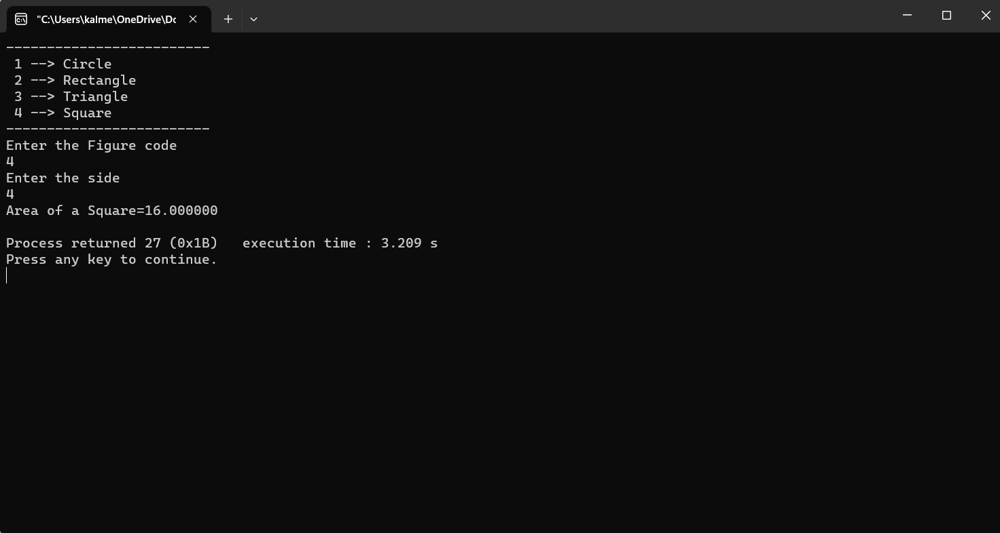 "C:\Users\kalme\OneDrive\Dc
-------------------------
1 --> Circle
2 --> Rectangle
3 --> Triangle
4 --> Square
-------------------------
Enter the Figure code
4
Enter the side
4
Area of a Square=16.000000
Process returned 27 (0x1B)   execution time : 3.209 s
Press any key to continue.